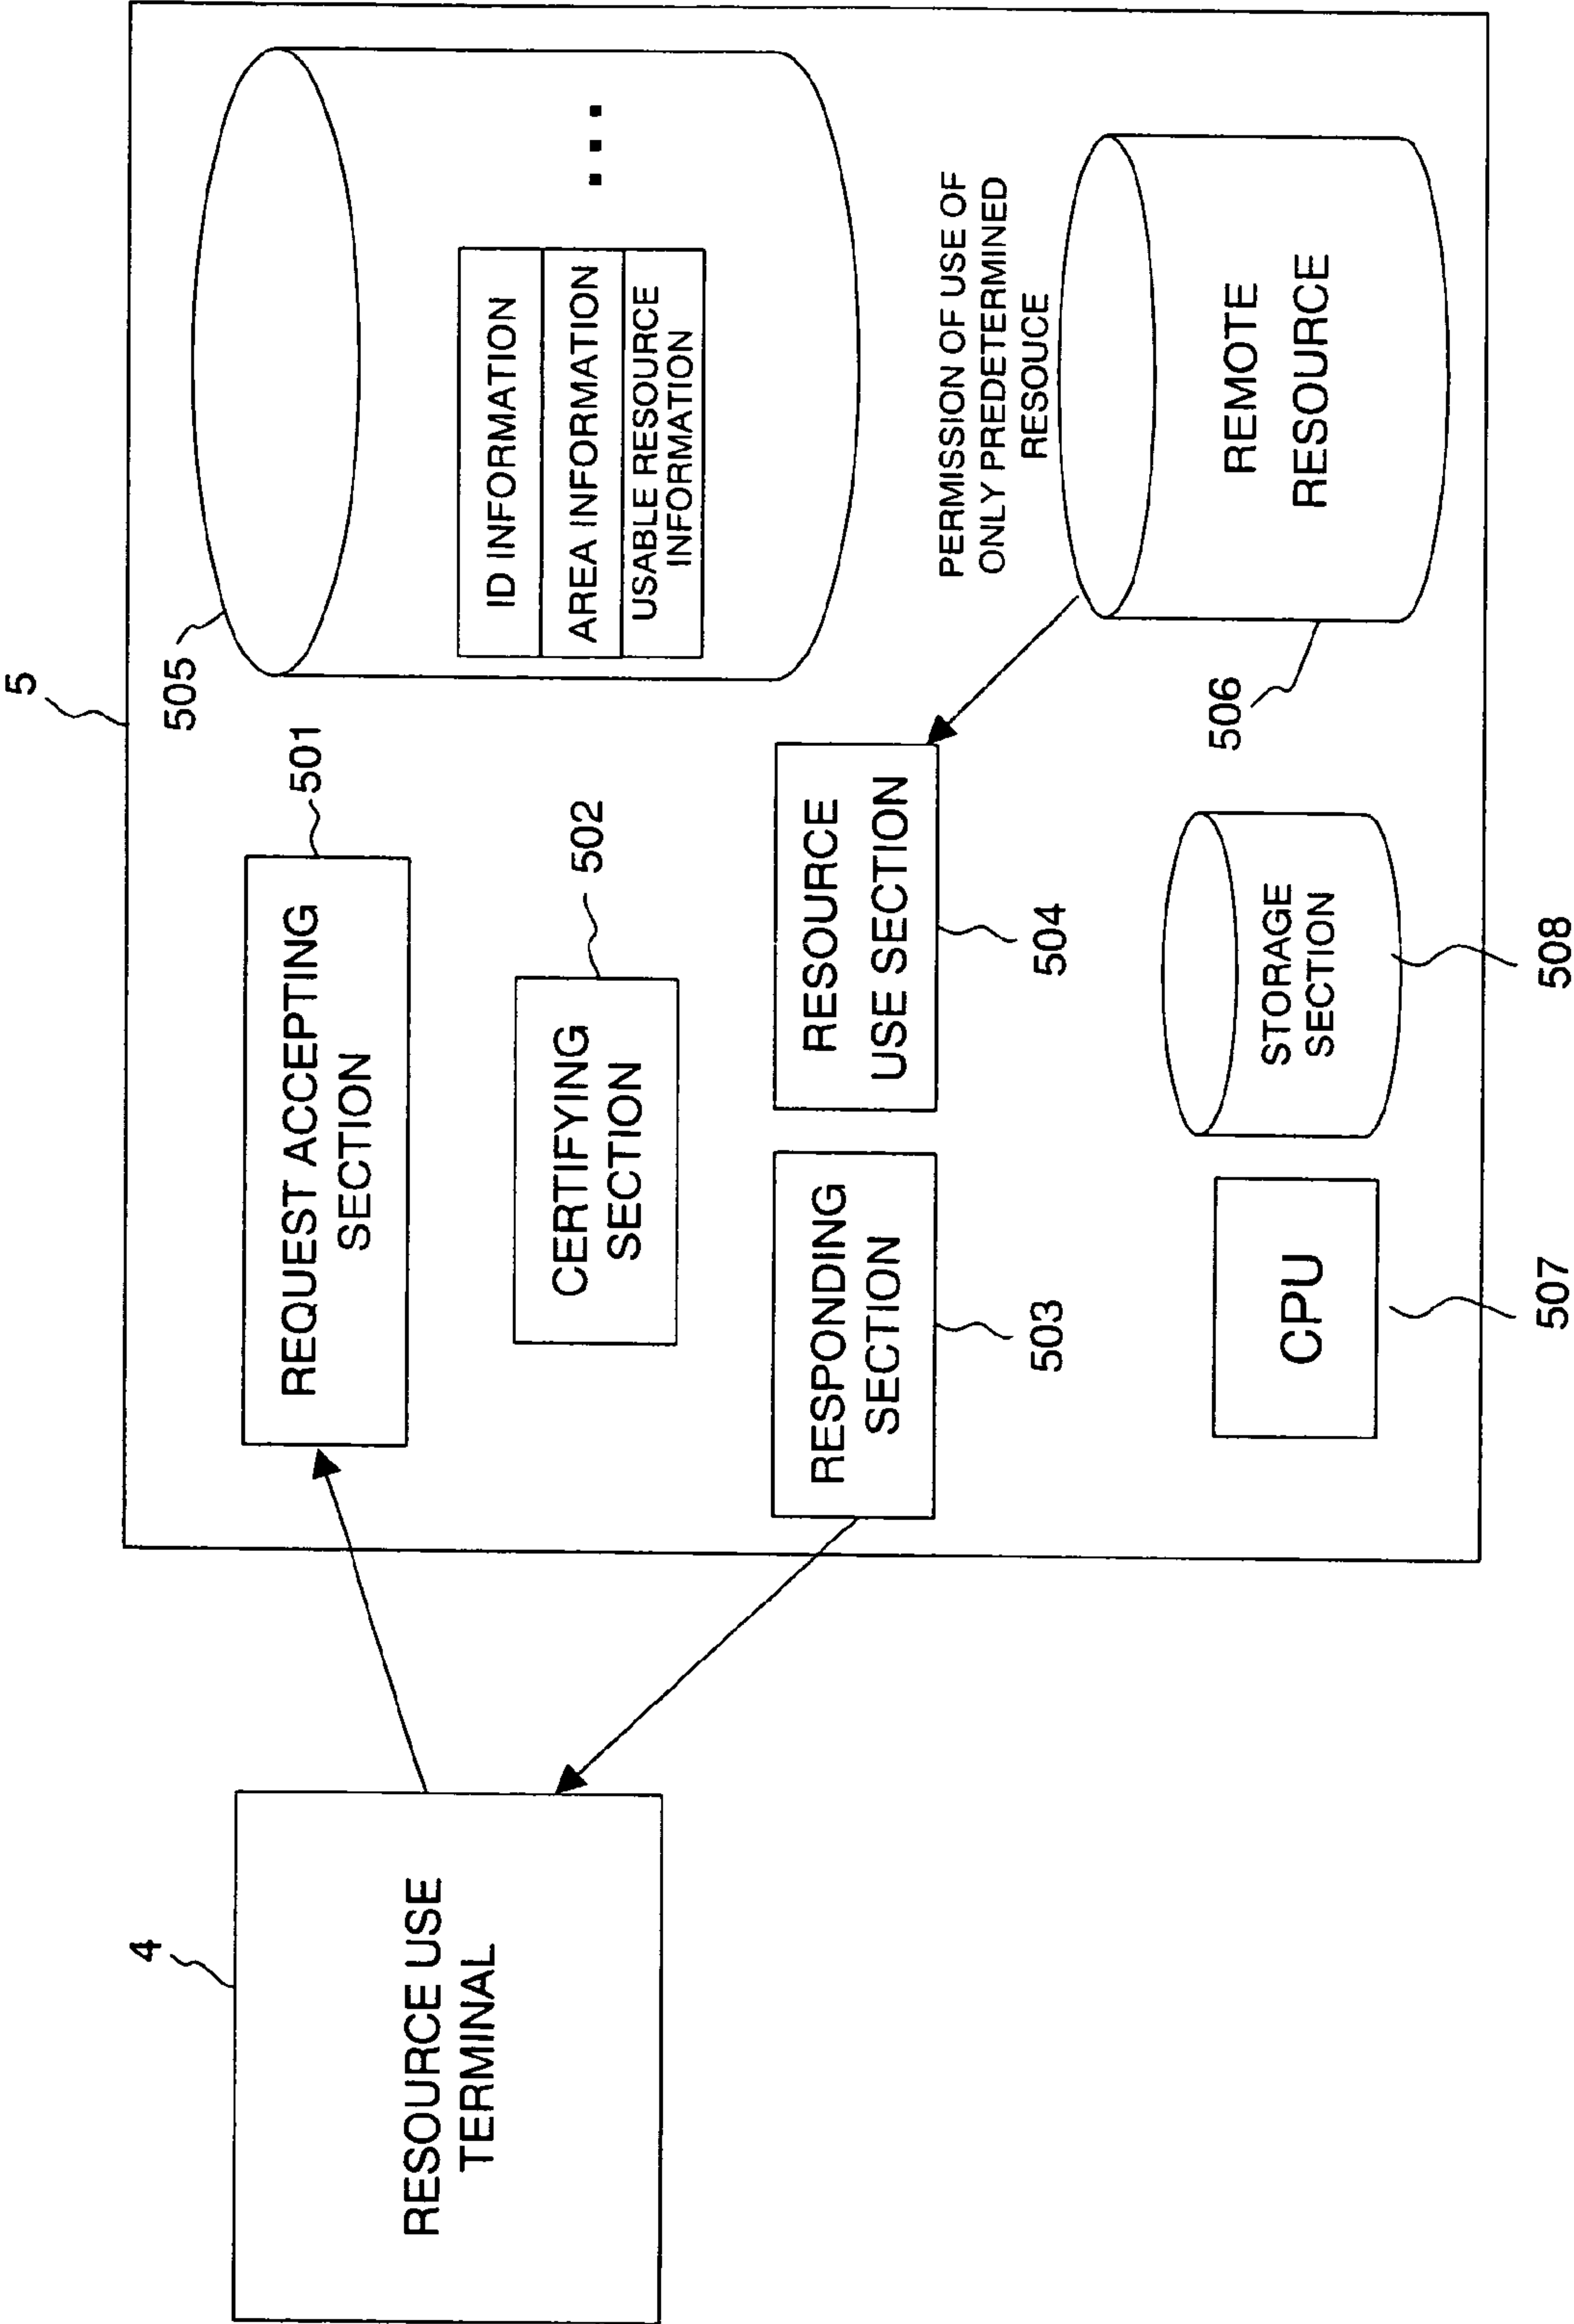 5
505
ID INFORMATION
AREA INFORMATION
USABLE RESOURCE
INFORMATION
501
REQUEST ACCEPTING
SECTION
502
CERTIFYING
SECTION
4
RESOURCE USE
TERMINAL
RESPONDING
SECTION
503
RESOURCE
USE SECTION
504
PERMISSION OF USE OF
ONLY PREDETERMINED
RESOUCE
REMOTE
RESOURCE
506
CPU
507
STORAGE
SECTION
508